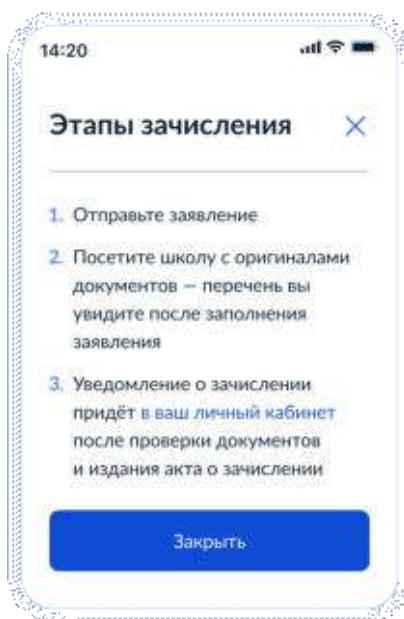 14:20
Этапы зачисления
1. Отправьте заявление
2. Посетите школу с оригиналами
документов — перечень вы
увидите после заполнения
заявления
3. Уведомление о зачислении
придёт в ваш личный кабинет
после проверки документов
и издания акта о зачислении
Закрыть